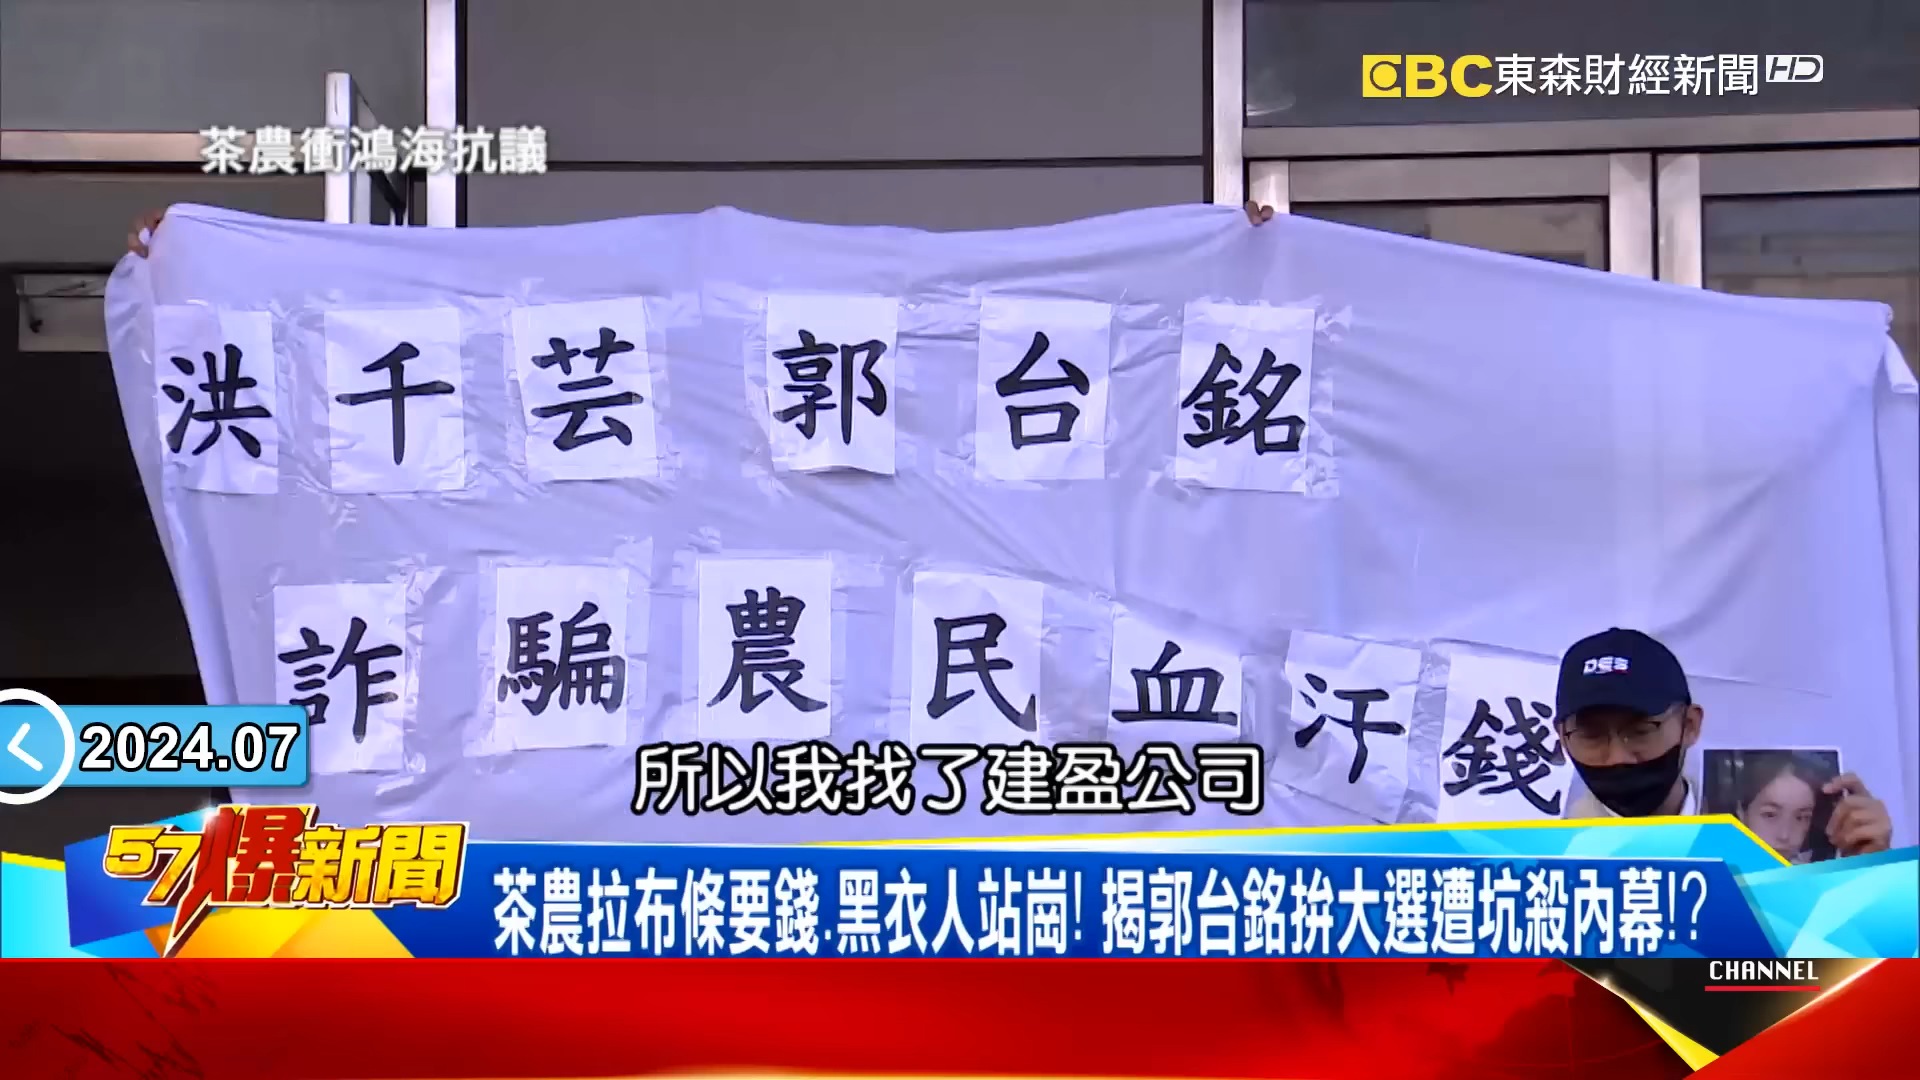 EBC東森財經新聞HD
茶農衝鴻海抗議
洪千芸郭台銘
詐騙農民血汗錢
DEB
2024.07
所以我找了建盈公司
57爆新聞
茶農拉布條要錢.黑衣人站崗! 揭郭台銘拚大選遭坑殺內幕!?
CHANNEL